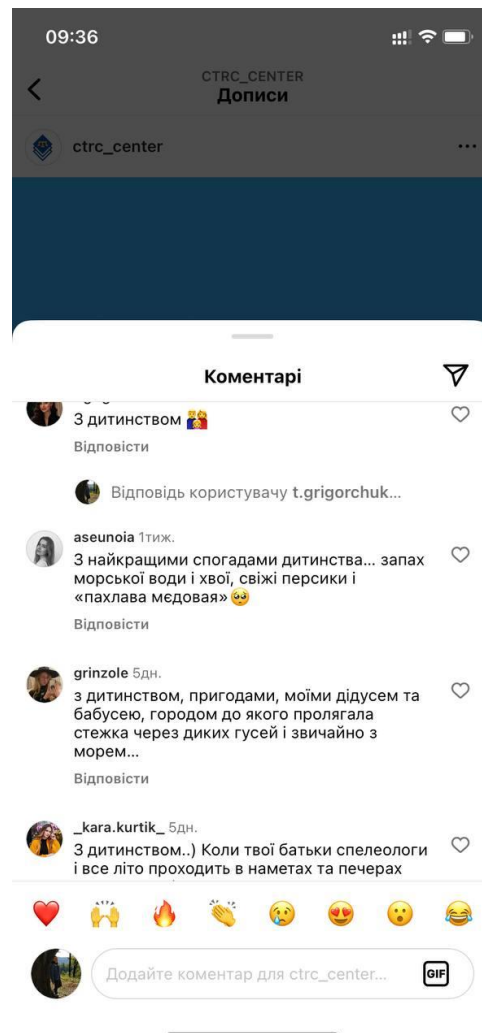 09:36
CTRC_CENTER
Дописи
ctrc_center
Коментарі
З дитинством
Відповісти
Відповідь користувачу t.grigorchuk...
aseunoia 1тиж.
З найкращими спогадами дитинства... запах
морської води і хвої, свіжі персики і
«пахлава мєдовая»
Відповісти
grinzole 5дн.
з дитинством, пригодами, моїми дідусем та
бабусею, городом до якого пролягала
стежка через диких гусей і звичайно з
морем...
Відповісти
_kara.kurtik_ 5дн.
З дитинством..) Коли твої батьки спелеологи
і все літо проходить в наметах та печерах
Додайте коментар для ctrc_center...
GIF